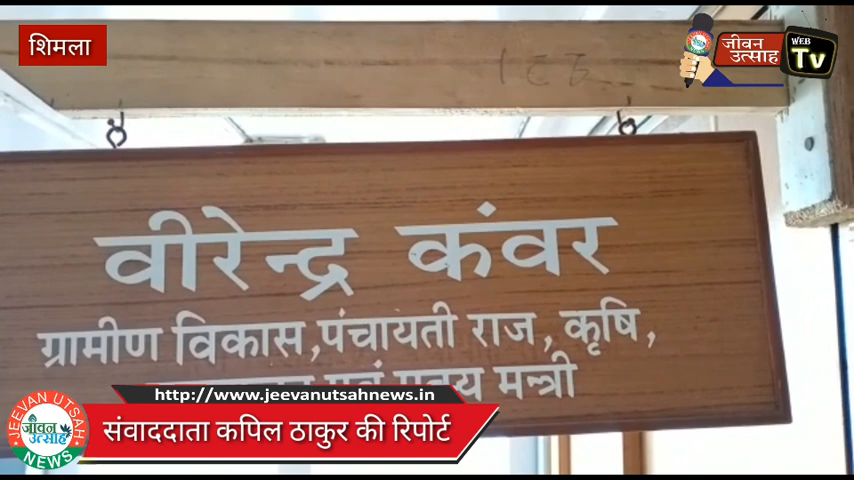 शिमला
जीवन
उत्साह
WEB
TV
वीरेन्द्र कंवर
ग्रामीण विकास,पंचायती राज, कृषि,
मन्त्री
http://www.jeevanutsahnews.in
संवाददाता कपिल ठाकुर की रिपोर्ट
JEEVAN UTSAH
जीवन
उत्साह
NEWS